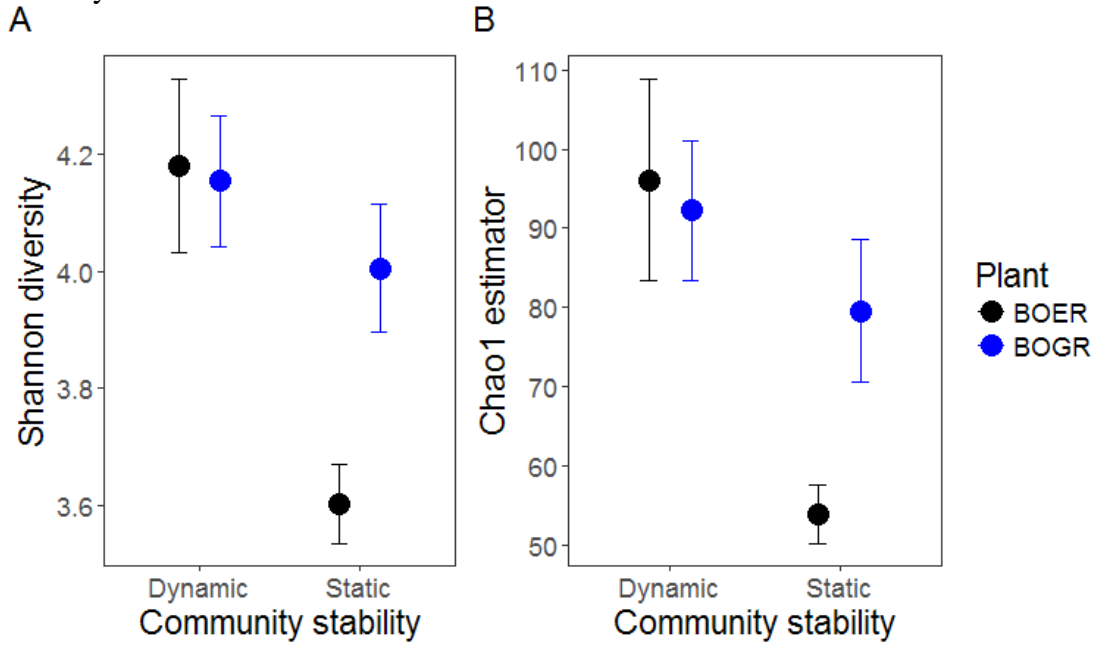 A
B
Shannon diversity
4.2
4.0
3.8
3.6
Dynamic
Static
Community stability
Chao1 estimator
110
100
90
80
70
60
50
Dynamic
Static
Community stability
Plant
BOER
BOGR